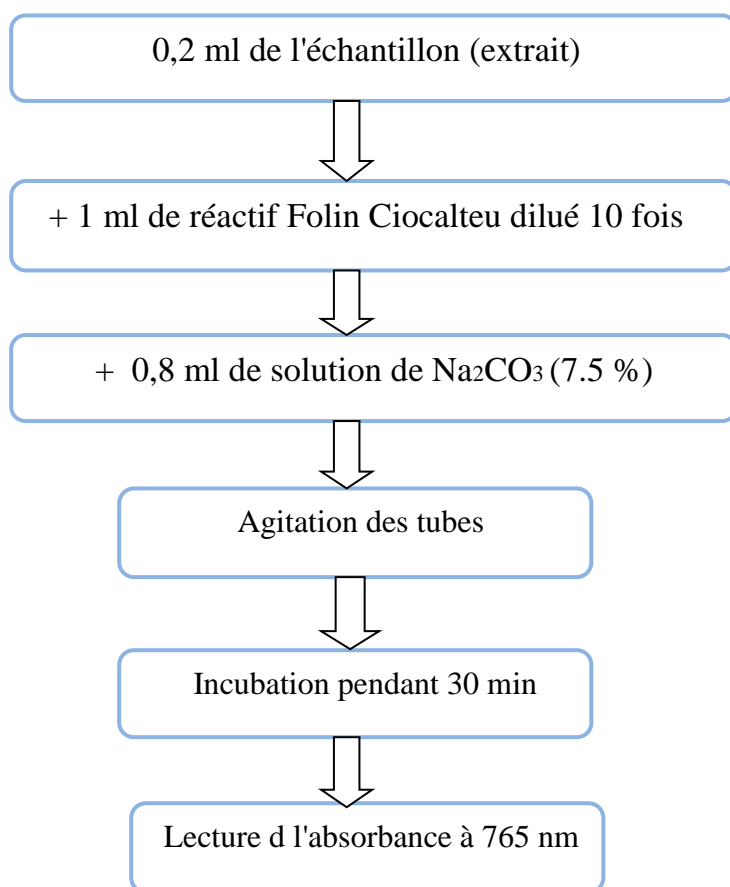 0,2 ml de l'échantillon (extrait)
+ 1 ml de réactif Folin Ciocalteu dilué 10 fois
+ 0,8 ml de solution de Na₂CO₃ (7.5 %)
Agitation des tubes
Incubation pendant 30 min
Lecture d l'absorbance à 765 nm